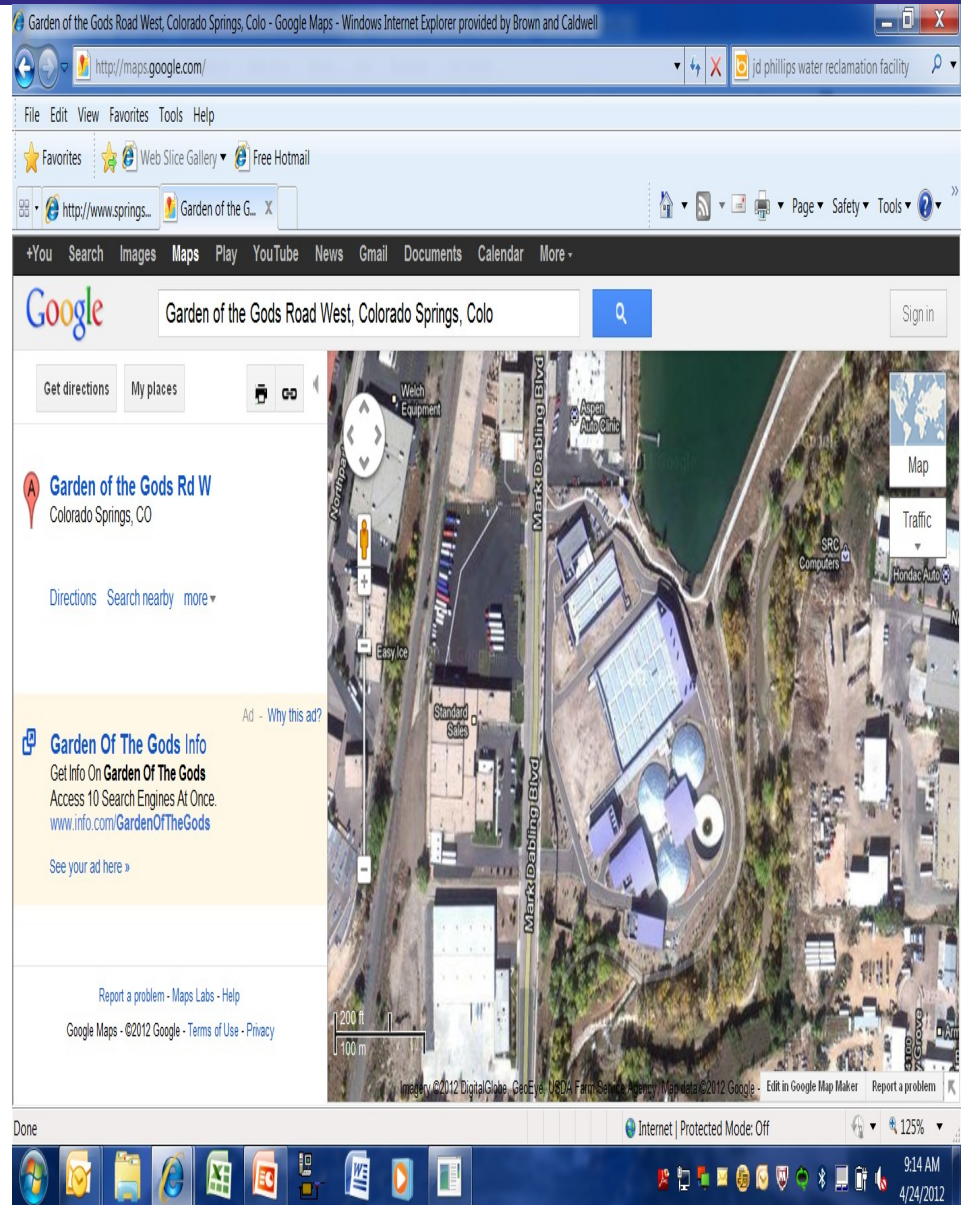 Garden of the Gods Road West, Colorado Springs, Colo - Google Maps - Windows Internet Explorer provided by Brown and Caldwell
http://maps.google.com/
jd phillips water reclamation facility
File Edit View Favorites Tools Help
Favorites Web Slice Gallery Free Hotmail
http://www.springs... Garden of the G... X
Page Safety Tools
+You Search Images Maps Play YouTube News Gmail Documents Calendar More
Google
Garden of the Gods Road West, Colorado Springs, Colo
Sign in
Get directions My places
A
Garden of the Gods Rd W
Colorado Springs, CO
Directions Search nearby more
Ad - Why this ad?
Garden Of The Gods Info
Get Info On Garden Of The Gods
Access 10 Search Engines At Once.
www.info.com/GardenOfTheGods
See your ad here »
Report a problem - Maps Labs - Help
Google Maps - ©2012 Google - Terms of Use - Privacy
Welch
Equipment
Aspen
Auto Clinic
Mark Dabling Blvd
Map
Traffic
SRC
Computers
Hondac Auto
Easy Ice
Standard
Sales
Mark Dabling Blvd
200 ft
100 m
Imagery ©2012 DigitalGlobe, GeoEye, USDA Farm Service Agency, Map data ©2012 Google -
Edit in Google Map Maker
Report a problem
Done
Internet | Protected Mode: Off
125%
9:14 AM
4/24/2012